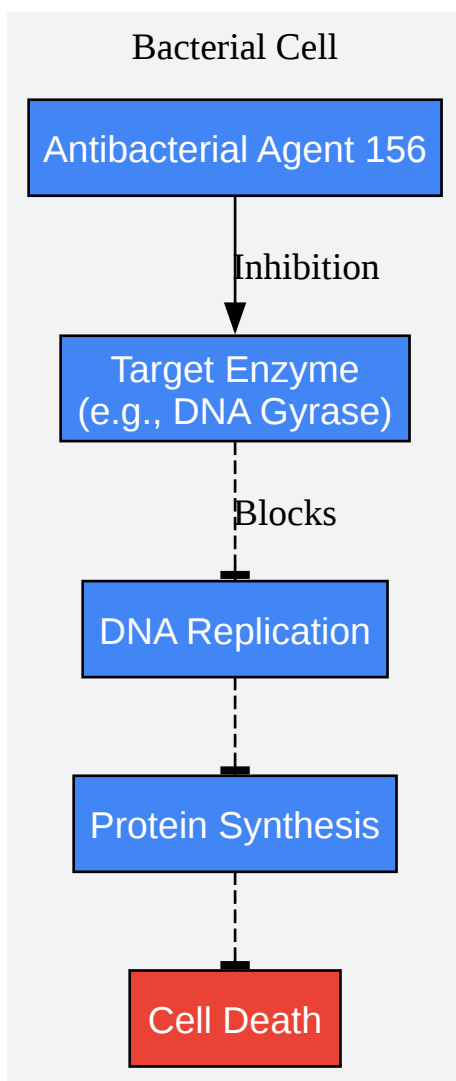 Bacterial Cell
Antibacterial Agent 156
Inhibition
Target Enzyme
(e.g., DNA Gyrase)
Blocks
DNA Replication
Protein Synthesis
Cell Death